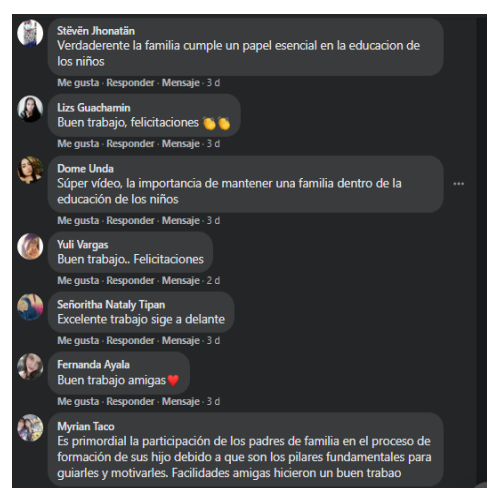 Stëvën Jhonatän
Verdaderente la familia cumple un papel esencial en la educacion de
los niños
Me gusta · Responder · Mensaje · 3 d
Lizs Guachamin
Buen trabajo, felicitaciones 👏👏
Me gusta · Responder · Mensaje · 3 d
Dome Unda
Súper vídeo, la importancia de mantener una familia dentro de la
educación de los niños
Me gusta · Responder · Mensaje · 3 d
Yuli Vargas
Buen trabajo.. Felicitaciones
Me gusta · Responder · Mensaje · 2 d
Señoritha Nataly Tipan
Excelente trabajo sige a delante
Me gusta · Responder · Mensaje · 3 d
Fernanda Ayala
Buen trabajo amigas❤️
Me gusta · Responder · Mensaje · 3 d
Myrian Taco
Es primordial la participación de los padres de familia en el proceso de
formación de sus hijo debido a que son los pilares fundamentales para
guiarles y motivarles. Facilidades amigas hicieron un buen trabao